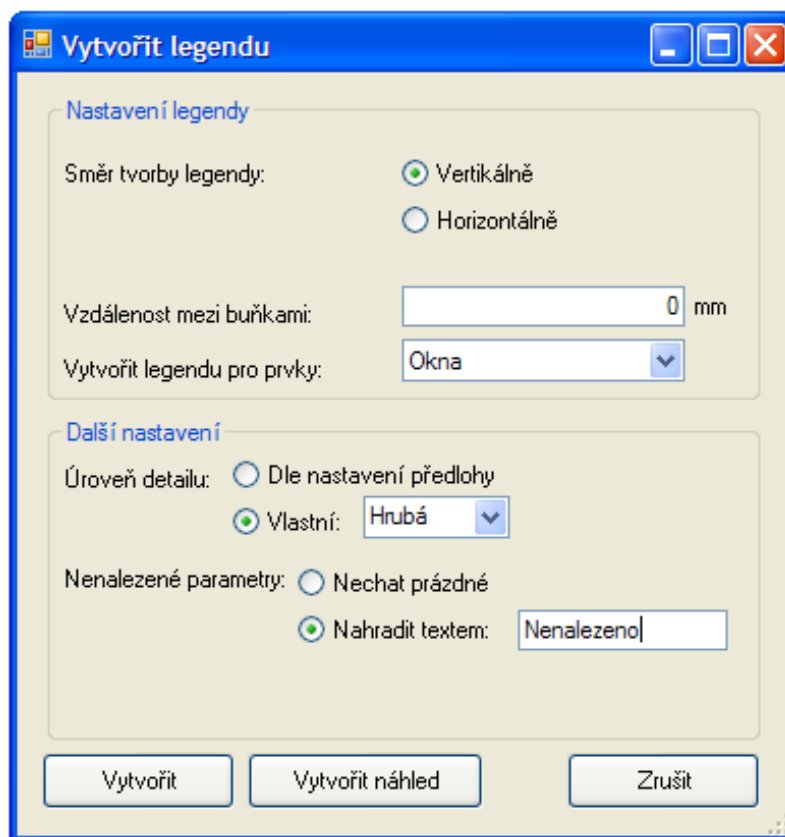 Vytvořit legendu
Nastavení legendy
Směr tvorby legendy: Vertikálně
Horizontálně
Vzdálenost mezi buňkami: 0 mm
Vytvořit legendu pro prvky: Okna
Další nastavení
Úroveň detailu: Dle nastavení předlohy
Vlastní: Hrubá
Nenalezené parametry: Nechat prázdné
Nahradit textem: Nenalezeno
Vytvořit Vytvořit náhled Zrušit